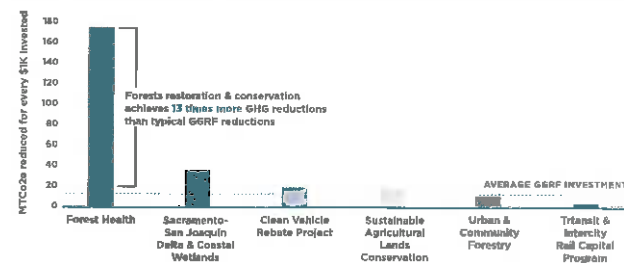 MTCo2e reduced for every $1K invested
180
160
140
120
100
80
60
40
20
0
Forests restoration & conservation
achieves 13 times more GHG reductions
than typical GGRF reductions
AVERAGE GGRF INVESTMENT
Forest Health
Sacramento-
San Joaquin
Delta & Coastal
Wetlands
Clean Vehicle
Rebate Project
Sustainable
Agricultural
Lands
Conservation
Urban &
Community
Forestry
Transit &
Intercity
Rail Capital
Program